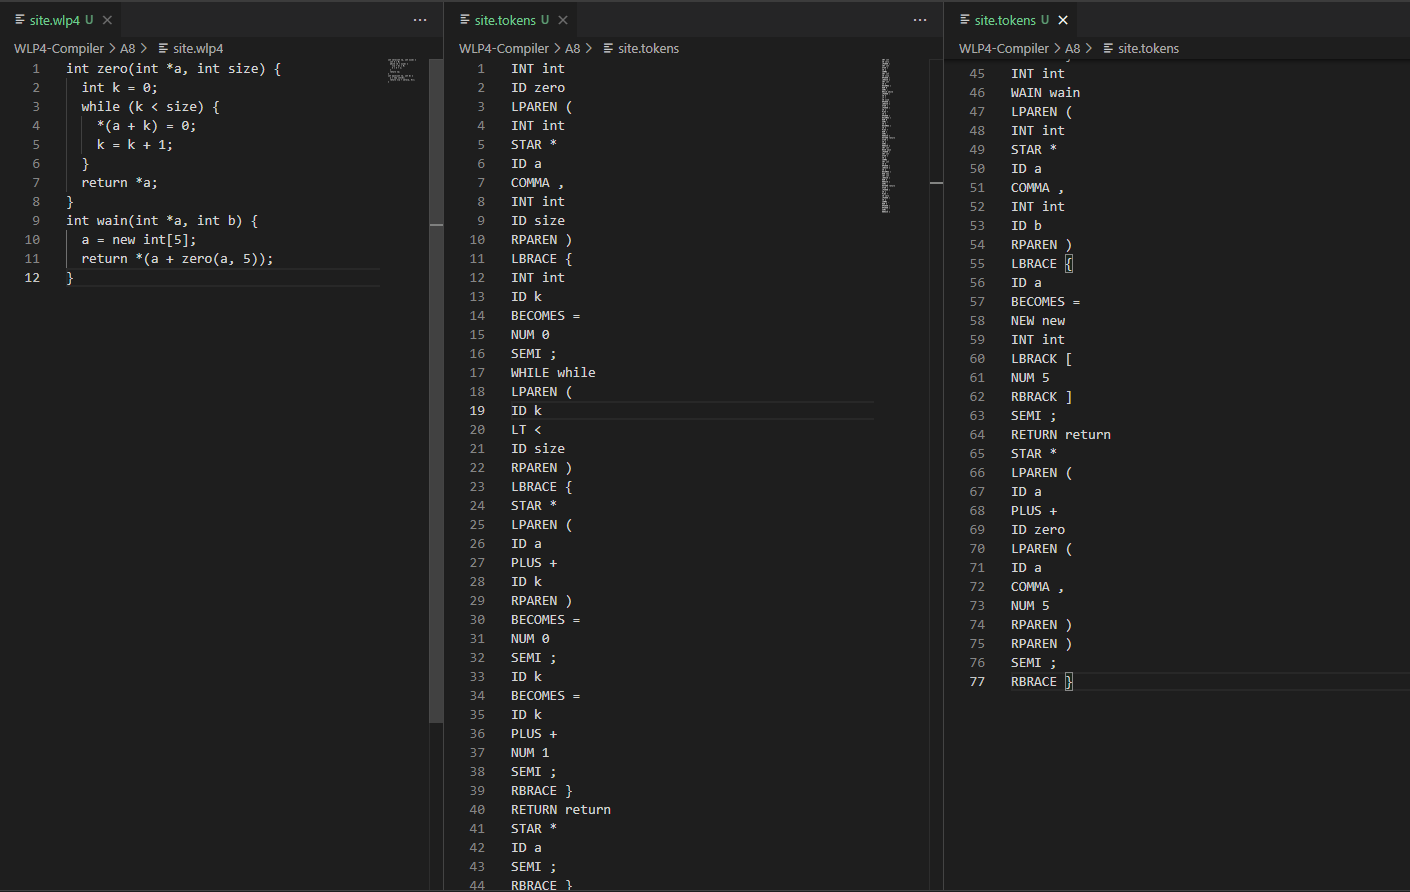 site.wlp4 U
WLP4-Compiler > A8 > site.wlp4
1 int zero(int *a, int size) {
2 int k = 0;
3 while (k < size) {
4 *(a + k) = 0;
5 k = k + 1;
6 }
7 return *a;
8 }
9 int wain(int *a, int b) {
10 a = new int[5];
11 return *(a + zero(a, 5));
12 }
site.tokens U
WLP4-Compiler > A8 > site.tokens
1 INT int
2 ID zero
3 LPAREN (
4 INT int
5 STAR *
6 ID a
7 COMMA ,
8 INT int
9 ID size
10 RPAREN )
11 LBRACE {
12 INT int
13 ID k
14 BECOMES =
15 NUM 0
16 SEMI ;
17 WHILE while
18 LPAREN (
19 ID k
20 LT <
21 ID size
22 RPAREN )
23 LBRACE {
24 STAR *
25 LPAREN (
26 ID a
27 PLUS +
28 ID k
29 RPAREN )
30 BECOMES =
31 NUM 0
32 SEMI ;
33 ID k
34 BECOMES =
35 ID k
36 PLUS +
37 NUM 1
38 SEMI ;
39 RBRACE }
40 RETURN return
41 STAR *
42 ID a
43 SEMI ;
44 RBRACE }
site.tokens U
WLP4-Compiler > A8 > site.tokens
45 INT int
46 WAIN wain
47 LPAREN (
48 INT int
49 STAR *
50 ID a
51 COMMA ,
52 INT int
53 ID b
54 RPAREN )
55 LBRACE {
56 ID a
57 BECOMES =
58 NEW new
59 INT int
60 LBRACK [
61 NUM 5
62 RBRACK ]
63 SEMI ;
64 RETURN return
65 STAR *
66 LPAREN (
67 ID a
68 PLUS +
69 ID zero
70 LPAREN (
71 ID a
72 COMMA ,
73 NUM 5
74 RPAREN )
75 RPAREN )
76 SEMI ;
77 RBRACE }